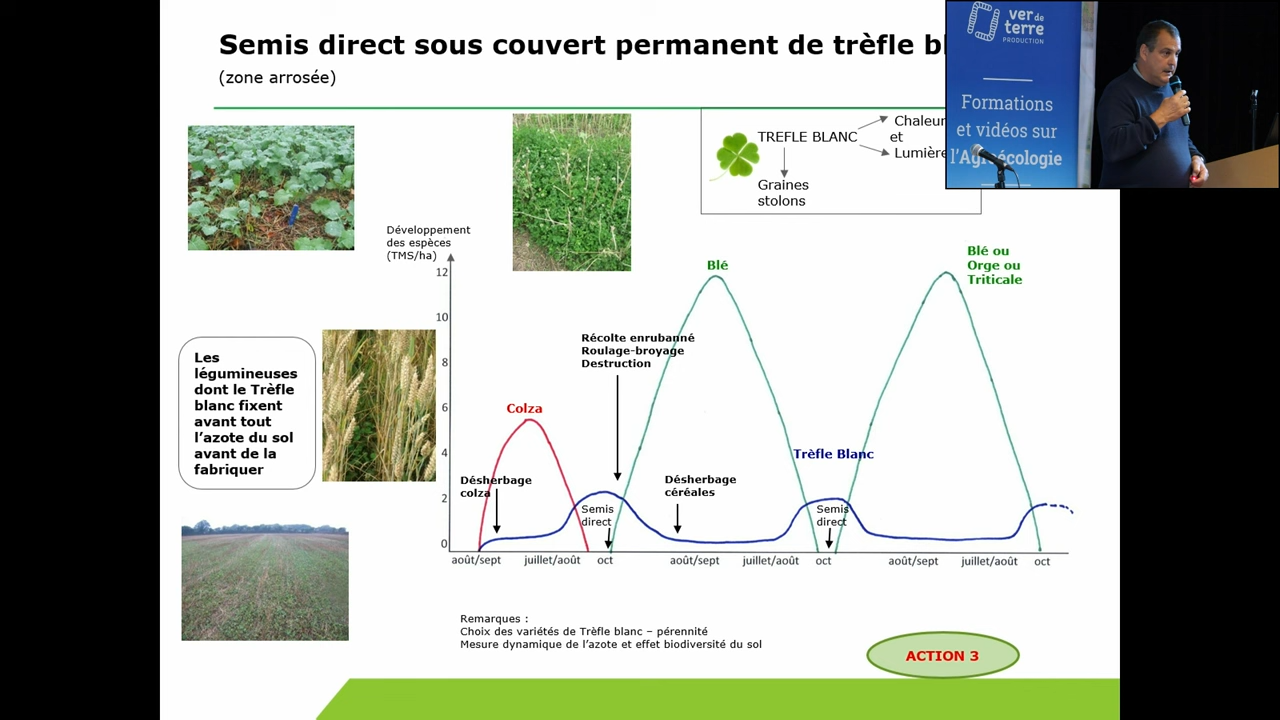 Semis direct sous couvert permanent de trèfle
(zone arrosée)
ver de
terre
PRODUCTION
Formations
et vidéos sur
l'Agroécologie
TREFLE BLANC
Chaleur
et
Lumière
Graines
stolons
Développement
des espèces
(TMS/ha)
12
10
8
6
4
2
0
Blé
Blé ou
Orge ou
Triticale
Récolte enrubanné
Roulage-broyage
Destruction
Les
légumineuses
dont le Trèfle
blanc fixent
avant tout
l'azote du sol
avant de la
fabriquer
Colza
Trèfle Blanc
Désherbage
colza
Désherbage
céréales
Semis
direct
Semis
direct
août/sept juillet/août oct août/sept juillet/août oct août/sept juillet/août oct
Remarques :
Choix des variétés de Trèfle blanc – pérennité
Mesure dynamique de l'azote et effet biodiversité du sol
ACTION 3